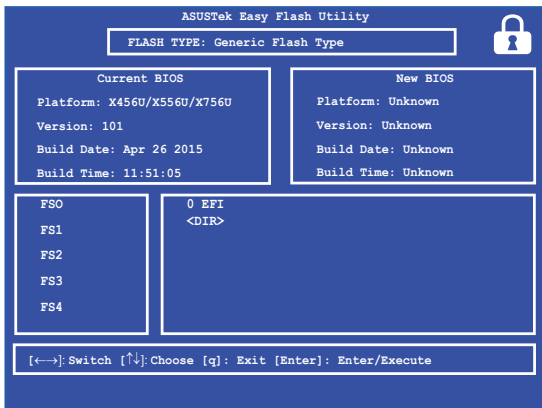 ASUSTek Easy Flash Utility
FLASH TYPE: Generic Flash Type
Current BIOS
Platform: X456U/X556U/X756U
Version: 101
Build Date: Apr 26 2015
Build Time: 11:51:05
New BIOS
Platform: Unknown
Version: Unknown
Build Date: Unknown
Build Time: Unknown
FSO
FS1
FS2
FS3
FS4
0 EFI
<DIR>
[←→]: Switch [↑↓]: Choose [q]: Exit [Enter]: Enter/Execute